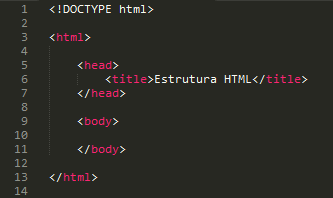 1 <!DOCTYPE html>
2
3 <html>
4
5 <head>
6 <title>Estrutura HTML</title>
7 </head>
8
9 <body>
10
11 </body>
12
13 </html>
14